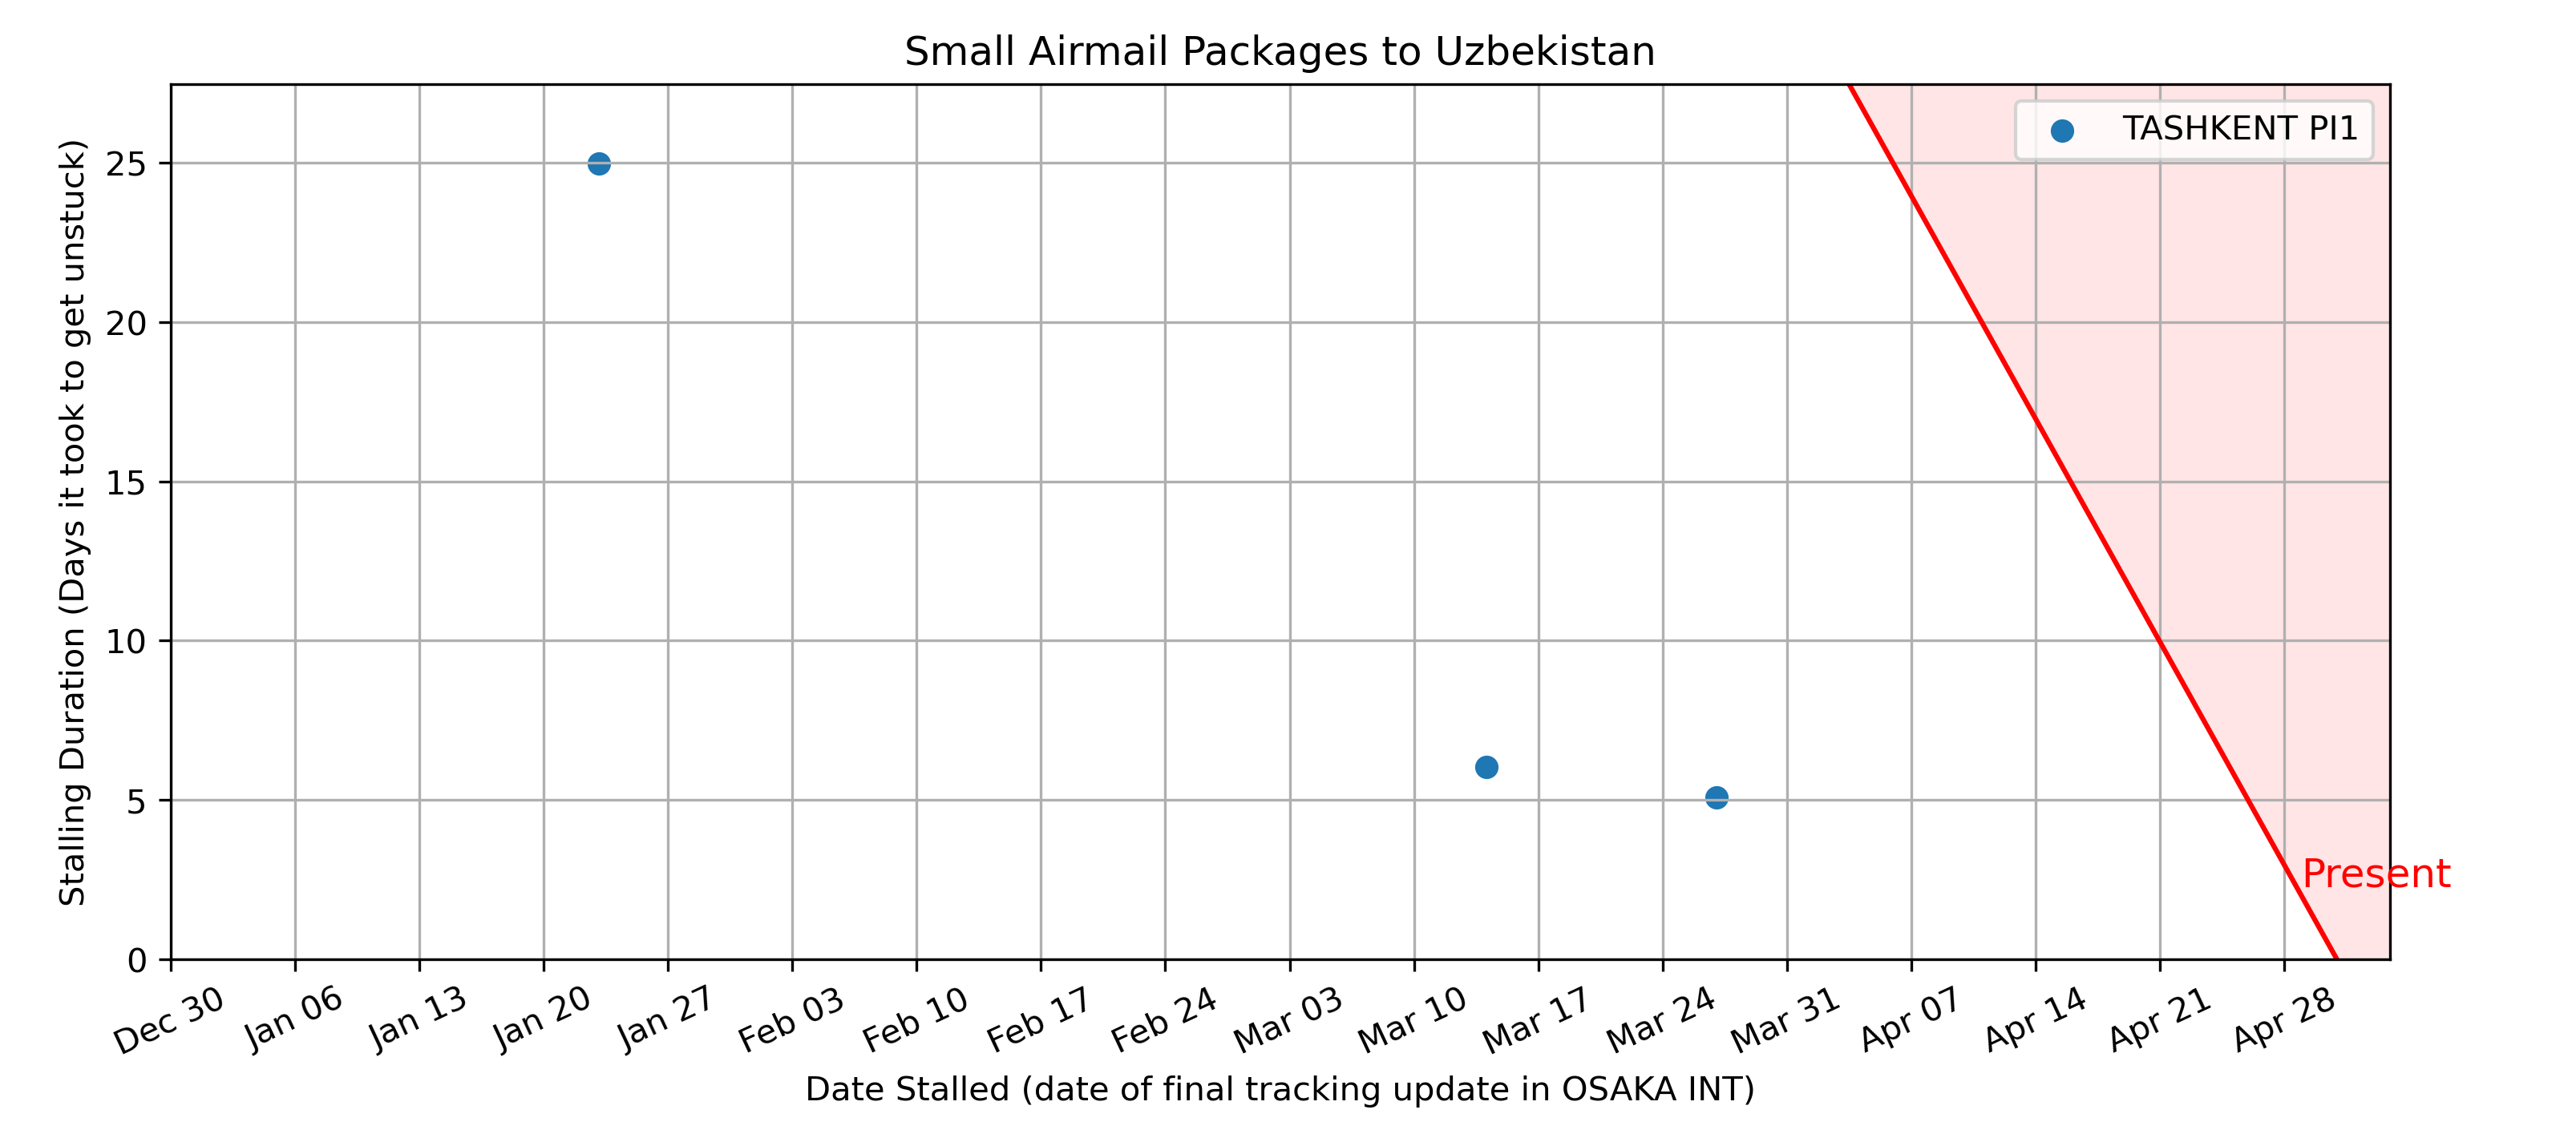 Small Airmail Packages to Uzbekistan
TASHKENT PI1
Stalling Duration (Days it took to get unstuck)
25
20
15
10
5
0
Present
Dec 30
Jan 06
Jan 13
Jan 20
Jan 27
Feb 03
Feb 10
Feb 17
Feb 24
Mar 03
Mar 10
Mar 17
Mar 24
Mar 31
Apr 07
Apr 14
Apr 21
Apr 28
Date Stalled (date of final tracking update in OSAKA INT)